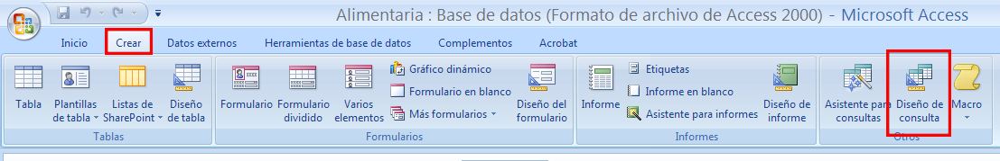 Alimentaria : Base de datos (Formato de archivo de Access 2000) - Microsoft Access
Inicio Crear Datos externos Herramientas de base de datos Complementos Acrobat
Tabla
Plantillas
de tabla
Listas de
SharePoint
Diseño
de tabla
Tablas
Formulario
Formulario
dividido
Varios
elementos
Gráfico dinámico
Formulario en blanco
Más formularios
Diseño del
formulario
Formularios
Informe
Etiquetas
Informe en blanco
Asistente para informes
Diseño de
informe
Informes
Asistente para
consultas
Diseño de
consulta
Macro
Otros